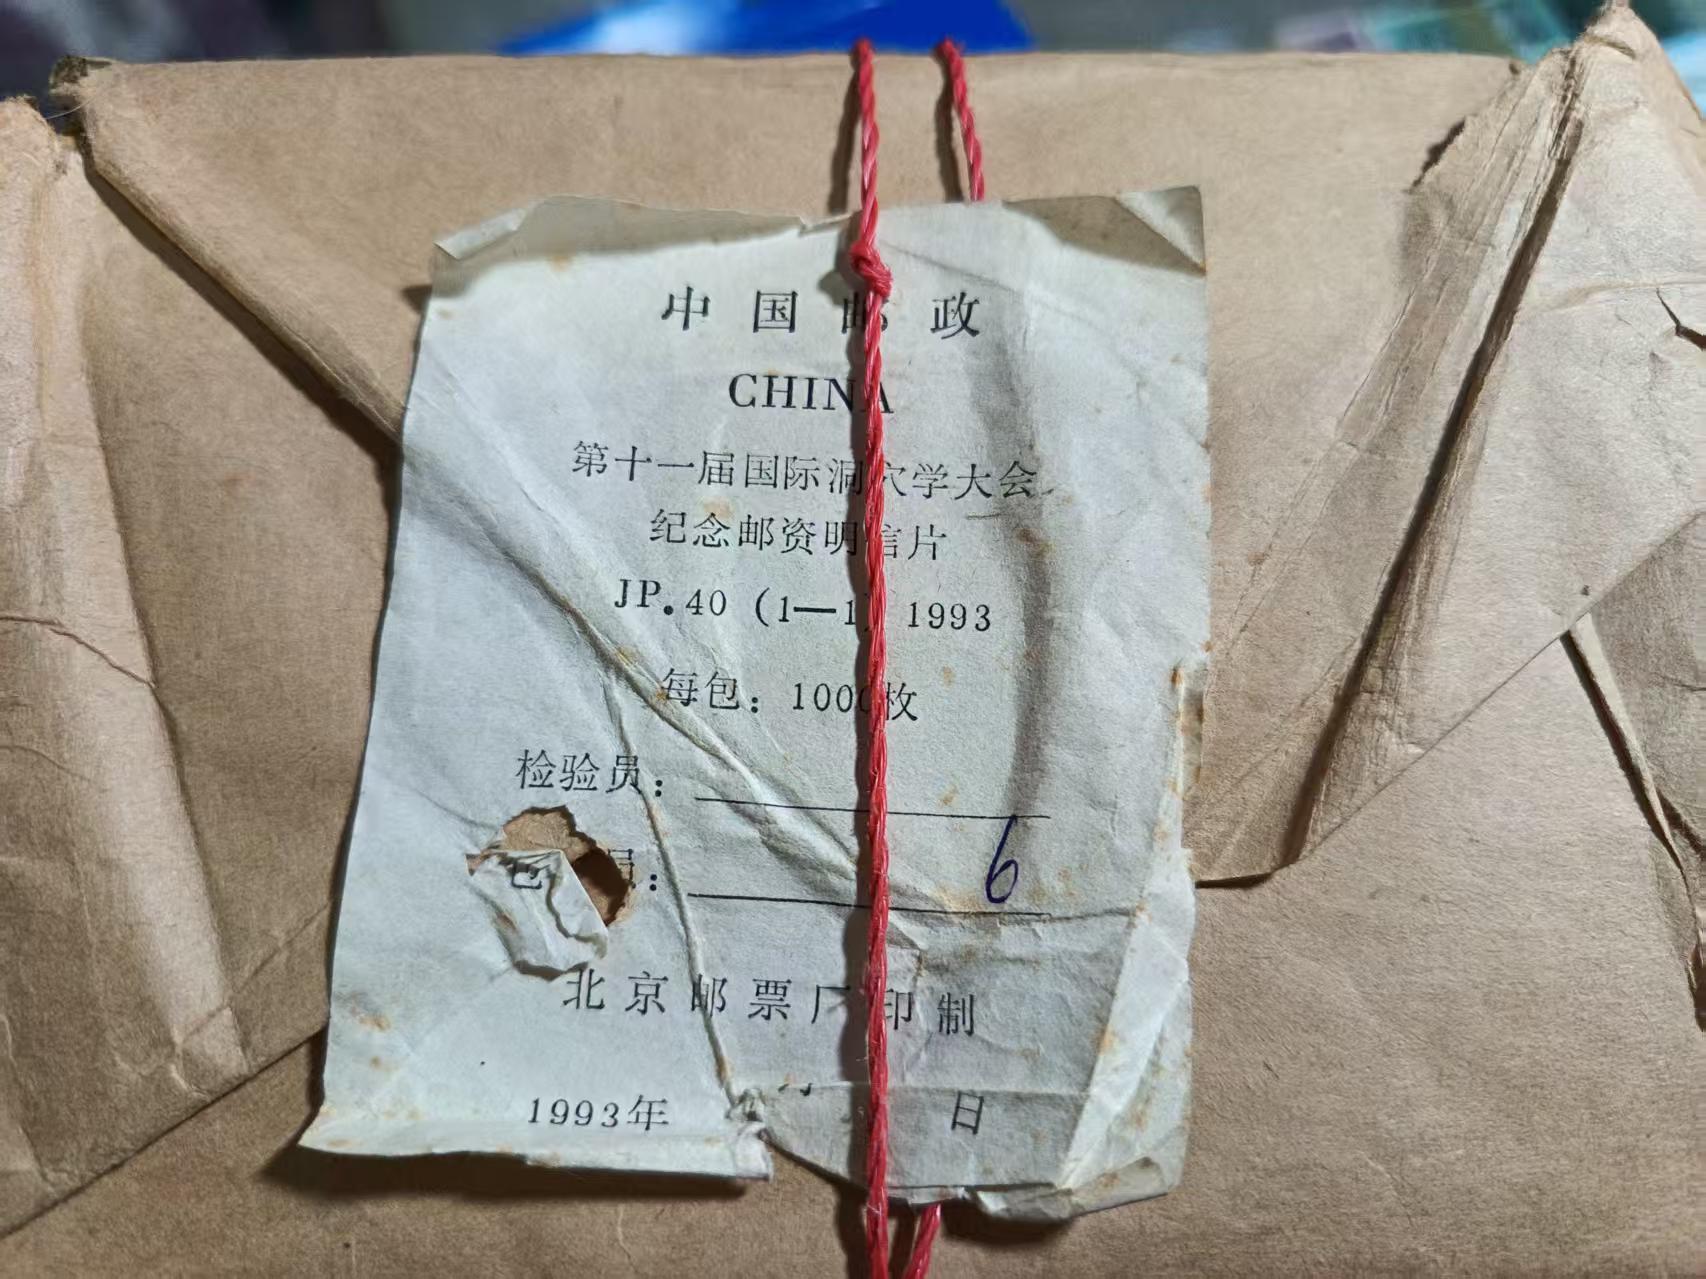 中国邮政
CHINA
第十一届国际洞穴学大会
纪念邮资明信片
JP.40 (1—1) 1993
每包：1000枚
检验员：
员： 6
北京邮票厂印制
1993年 月 日